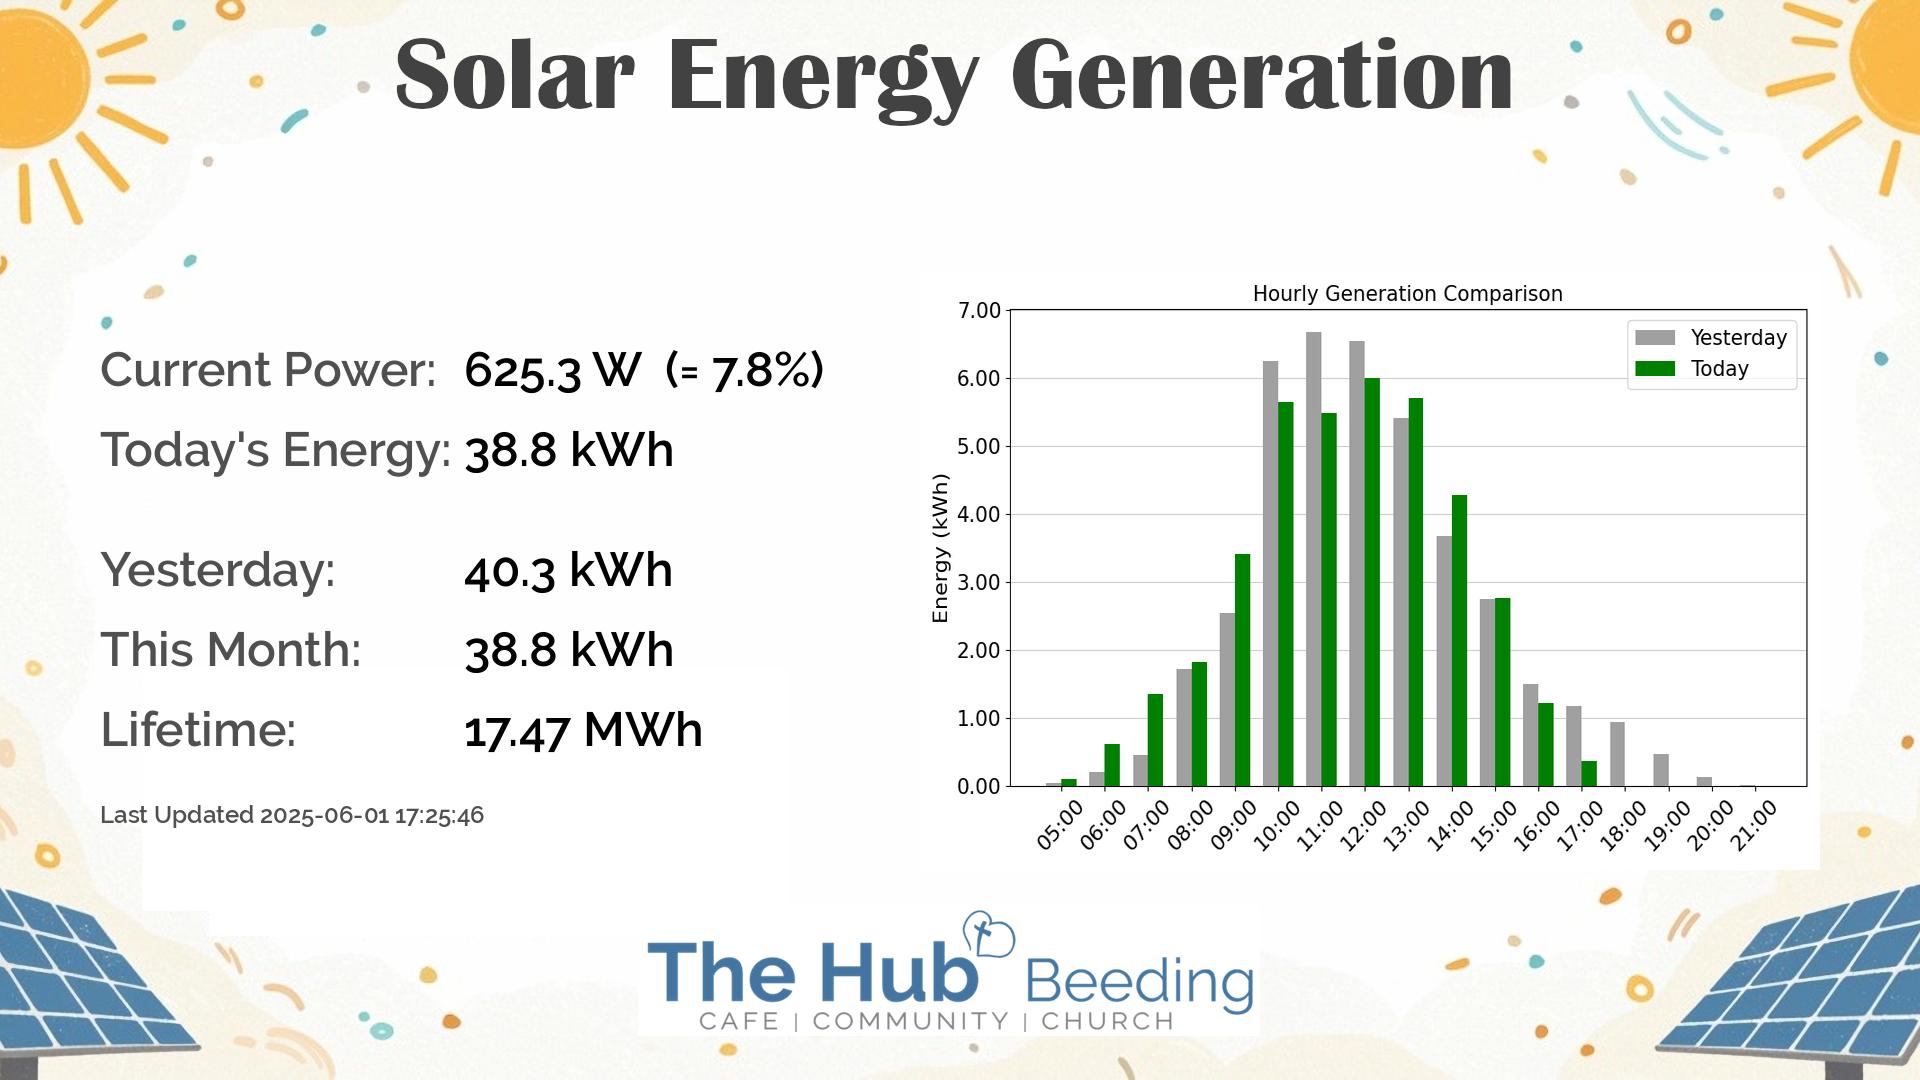 Solar Energy Generation
Current Power: 625.3 W (= 7.8%)
Today's Energy: 38.8 kWh
Yesterday: 40.3 kWh
This Month: 38.8 kWh
Lifetime: 17.47 MWh
Last Updated 2025-06-01 17:25:46
Hourly Generation Comparison
Yesterday
Today
Energy (kWh)
7.00
6.00
5.00
4.00
3.00
2.00
1.00
0.00
05:00 06:00 07:00 08:00 09:00 10:00 11:00 12:00 13:00 14:00 15:00 16:00 17:00 18:00 19:00 20:00 21:00
The Hub Beeding
CAFE | COMMUNITY | CHURCH